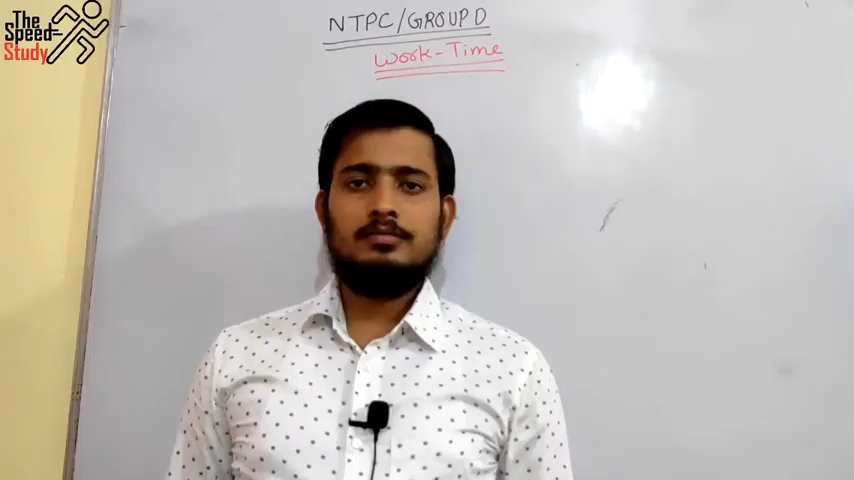 The
Speed
Study
NTPC/GROUP D
Work-Time